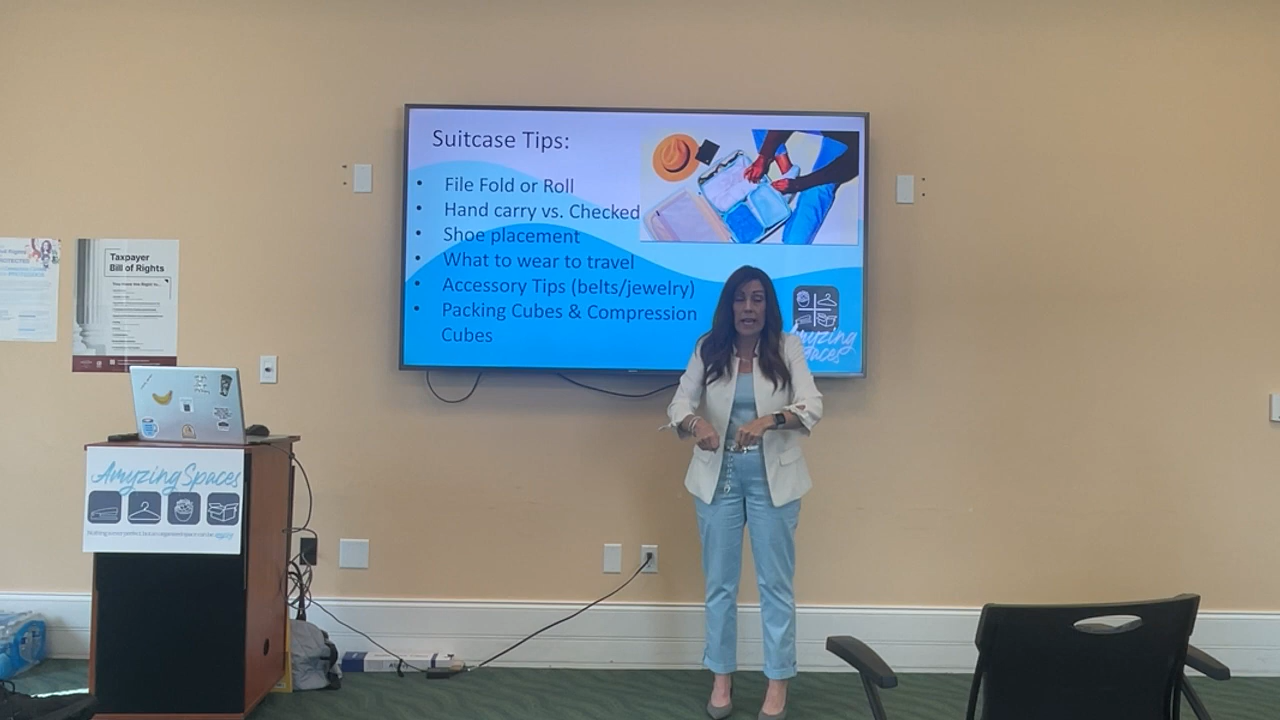 Suitcase Tips:
• File Fold or Roll
• Hand carry vs. Checked
• Shoe placement
• What to wear to travel
• Accessory Tips (belts/jewelry)
• Packing Cubes & Compression
Cubes
Amyzing
Spaces
Taxpayer
Bill of Rights
Amyzing Spaces